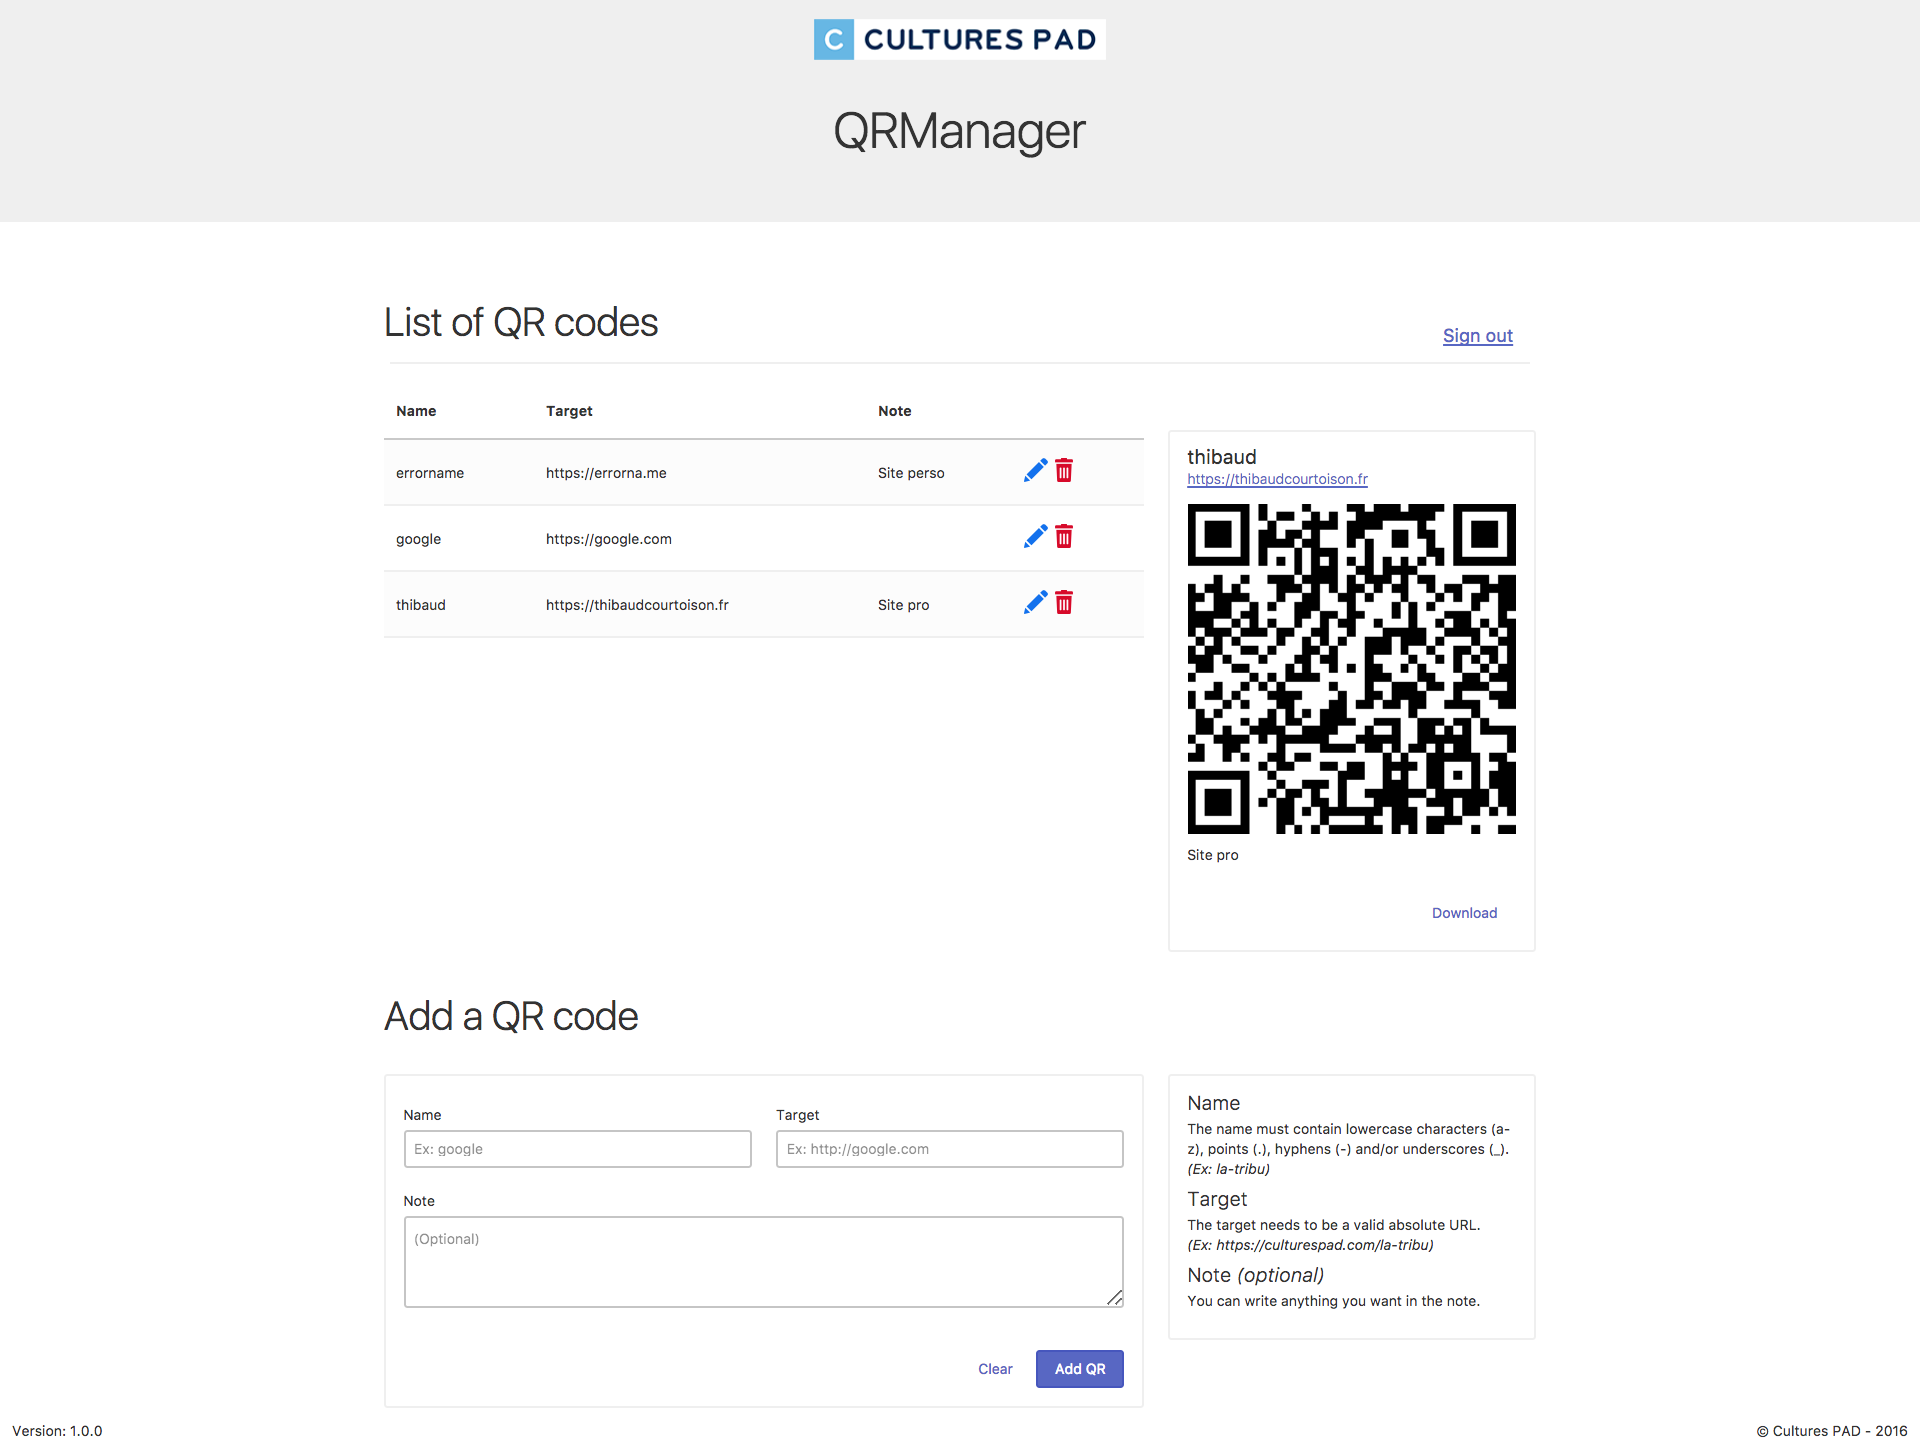 C CULTURES PAD
QRManager
List of QR codes
Sign out
Name Target Note
errorname https://errorna.me Site perso
google https://google.com
thibaud https://thibaudcourtoison.fr Site pro
thibaud
https://thibaudcourtoison.fr
Site pro
Download
Add a QR code
Name Target
Ex: google Ex: http://google.com
Note
(Optional)
Clear Add QR
Name
The name must contain lowercase characters (a-
z), points (.), hyphens (-) and/or underscores (_).
(Ex: la-tribu)
Target
The target needs to be a valid absolute URL.
(Ex: https://culturespad.com/la-tribu)
Note (optional)
You can write anything you want in the note.
Version: 1.0.0
© Cultures PAD - 2016